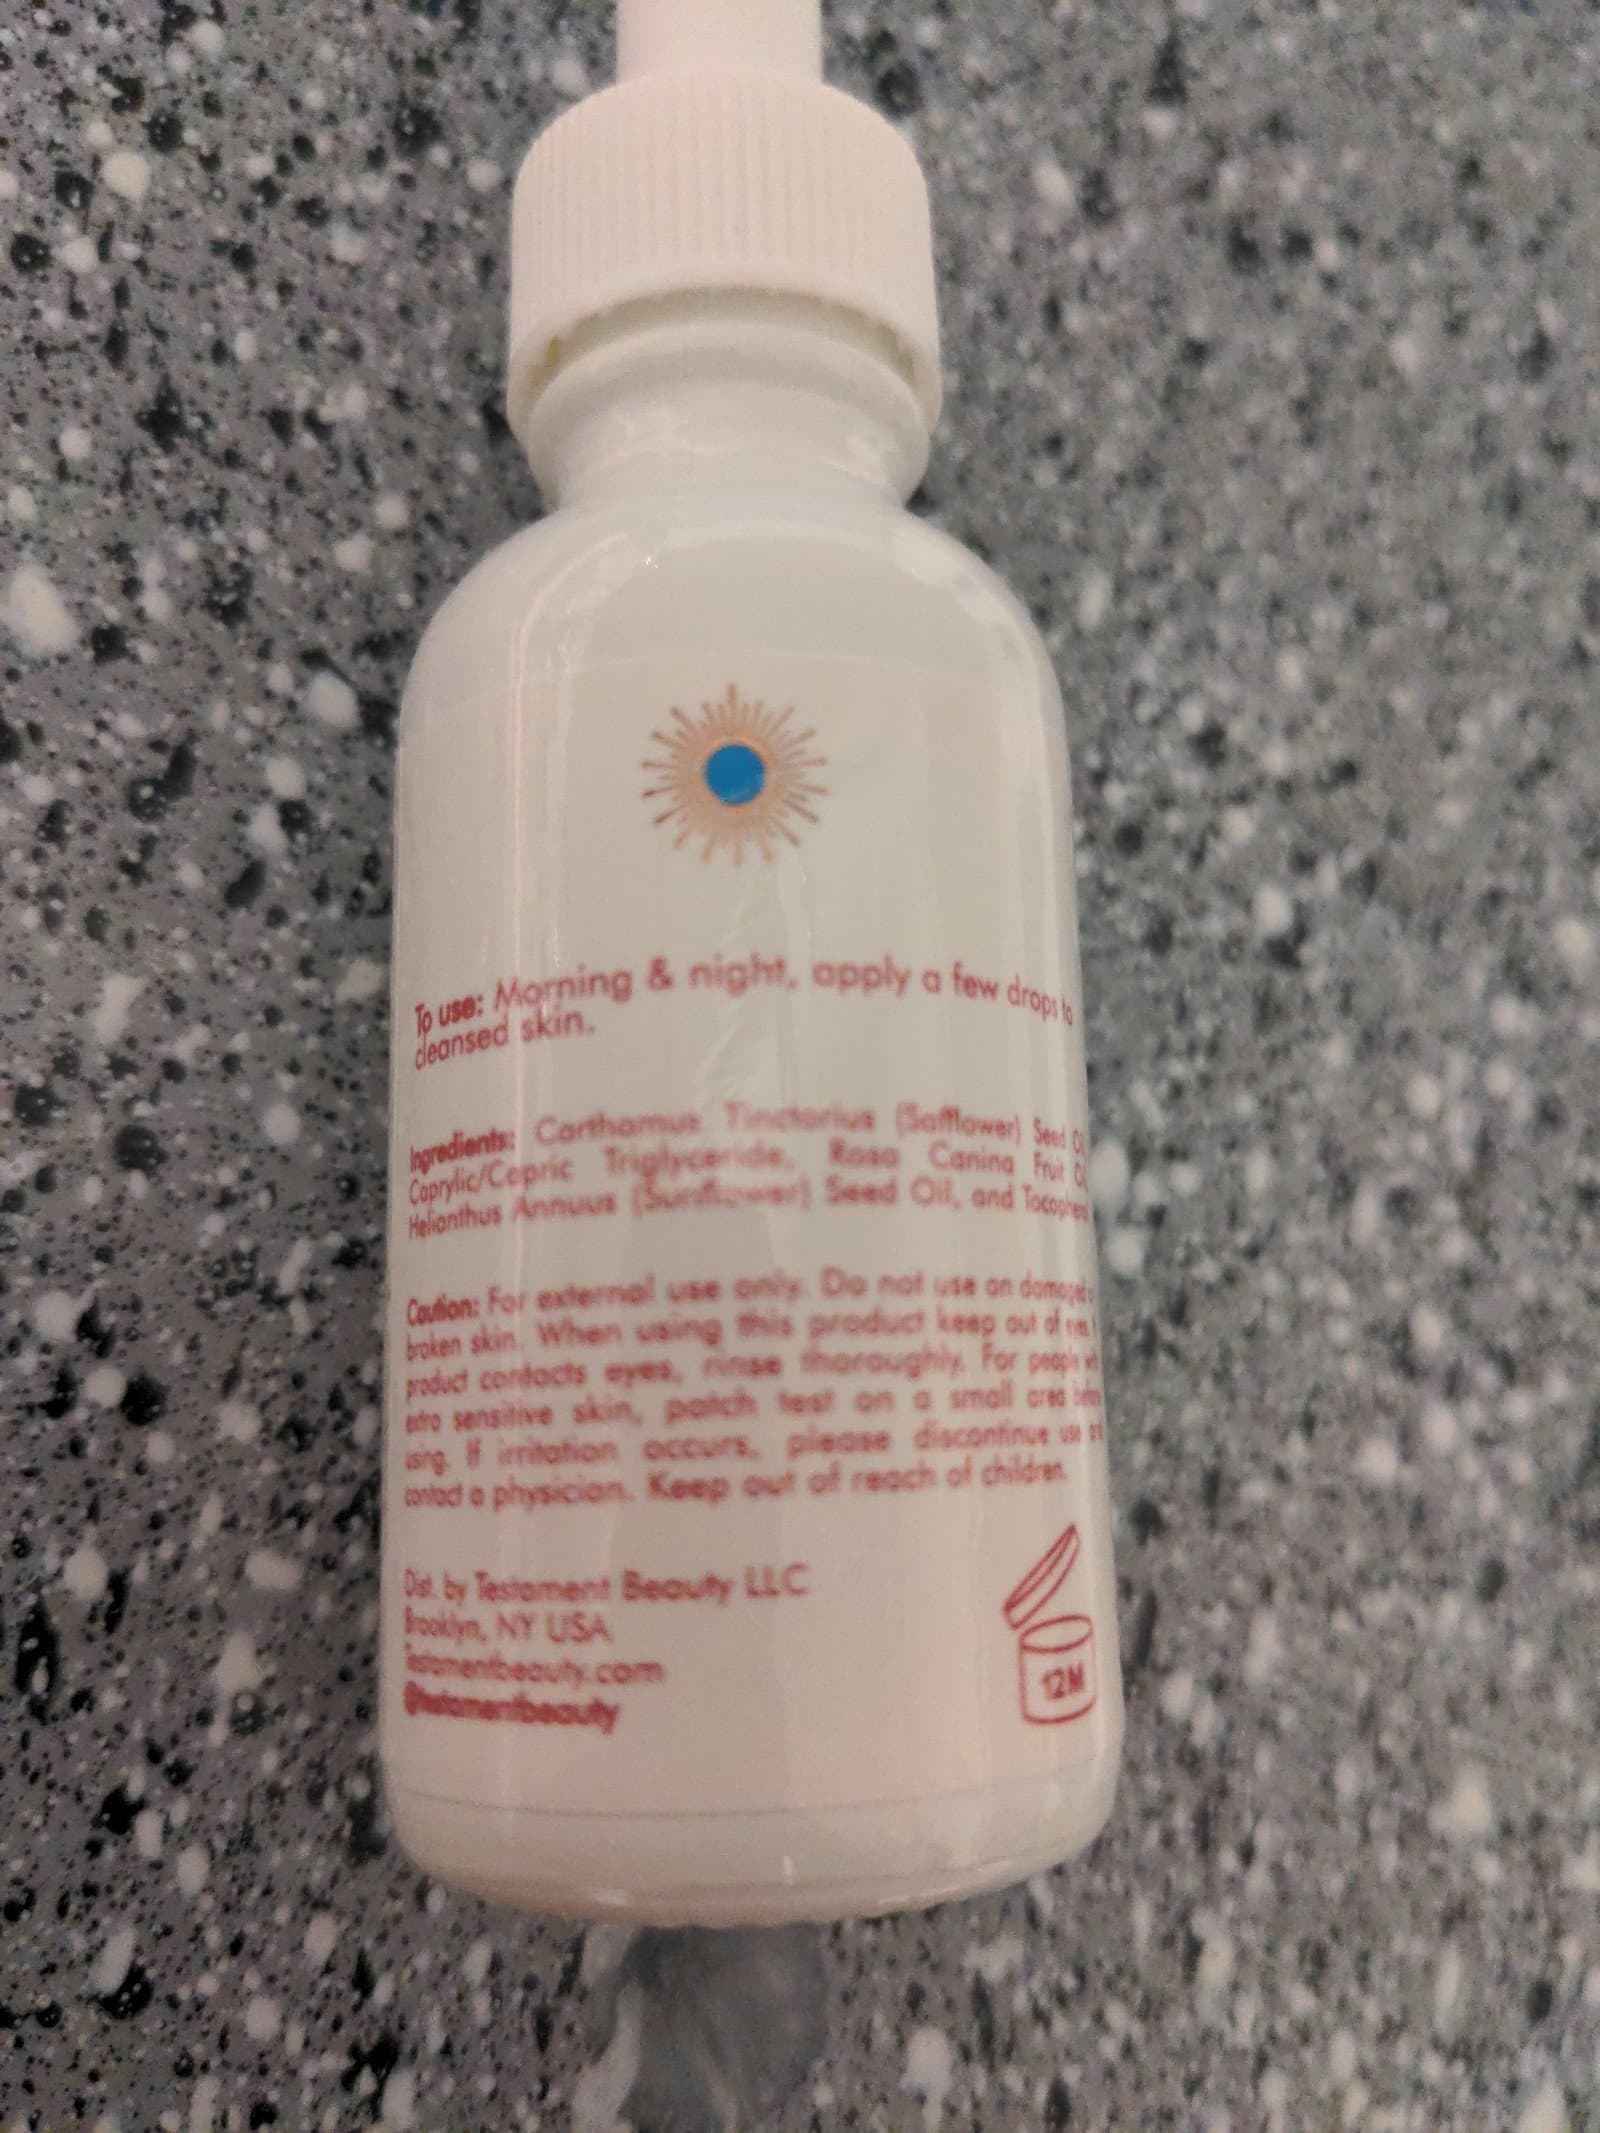 To use: Morning & night, apply a few drops to
cleansed skin.
Ingredients: Carthamus Tinctorius (Safflower) Seed
Caprylic/Capric Triglyceride, Rosa Canina Fruit
Helianthus Annuus (Sunflower) Seed Oil, and
Caution: For external use only. Do not use on damaged
broken skin. When using this product keep out of eyes.
product contacts eyes, rinse thoroughly. For people
extra sensitive skin, patch test on a small area
using. If irritation occurs, please discontinue use
contact a physician. Keep out of reach of children.
Dist. by Testament Beauty LLC
Brooklyn, NY USA
Testamentbeauty.com
@testamentbeauty
12M